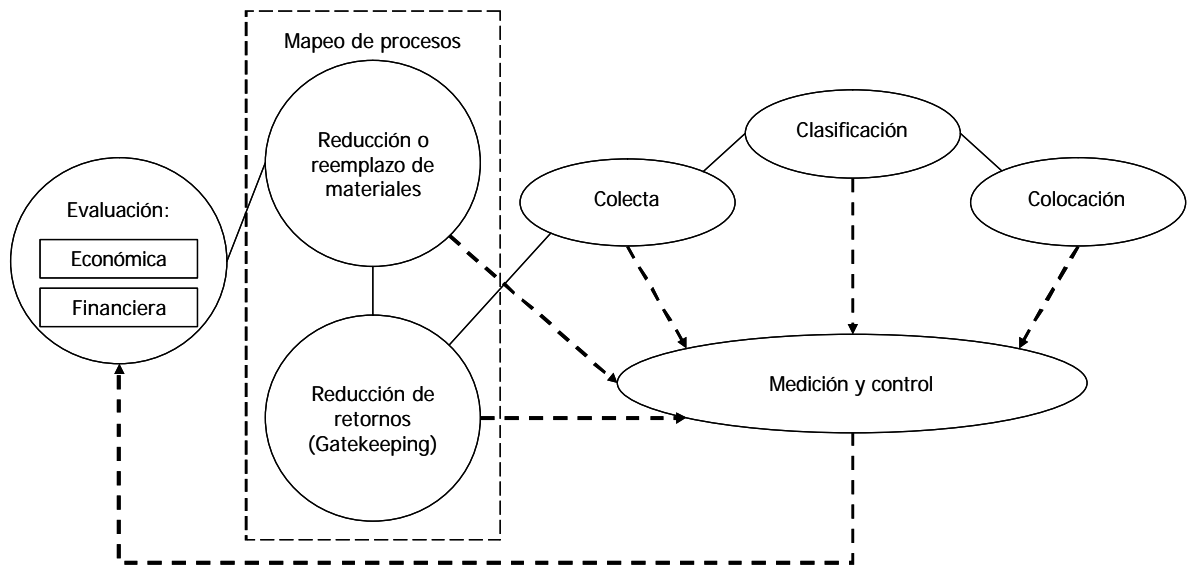 Mapeo de procesos
Reducción o
reemplazo de
materiales
Evaluación:
Económica
Financiera
Reducción de
retornos
(Gatekeeping)
Colecta
Clasificación
Colocación
Medición y control